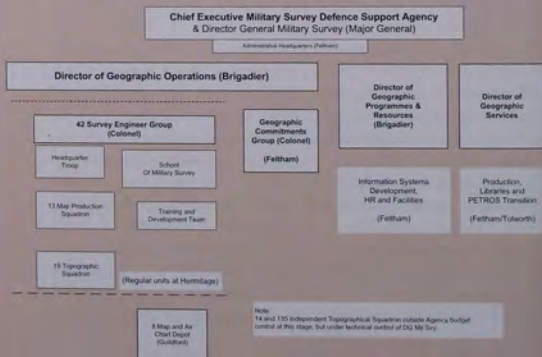 Chief Executive Military Survey Defence Support Agency
& Director General Military Survey (Major General)
Administrative Headquarters (Feltham)
Director of Geographic Operations (Brigadier)
42 Survey Engineer Group
(Colonel)
Headquarter
Troop
School
Of Military Survey
13 Map Production
Squadron
Training and
Development Team
19 Topographic
Squadron
(Regular units at Hermitage)
8 Map and Air
Chart Depot
(Guildford)
Geographic
Commitments
Group (Colonel)
(Feltham)
Director of
Geographic
Programmes &
Resources
(Brigadier)
Information Systems
Development,
HR and Facilities
(Feltham)
Director of
Geographic
Services
Production,
Libraries and
PETROS Transition
(Feltham/Tolworth)
Note
14 and 135 Independent Topographical Squadron outside Agency budget
control at this stage, but under technical control of DG Mil Svy.